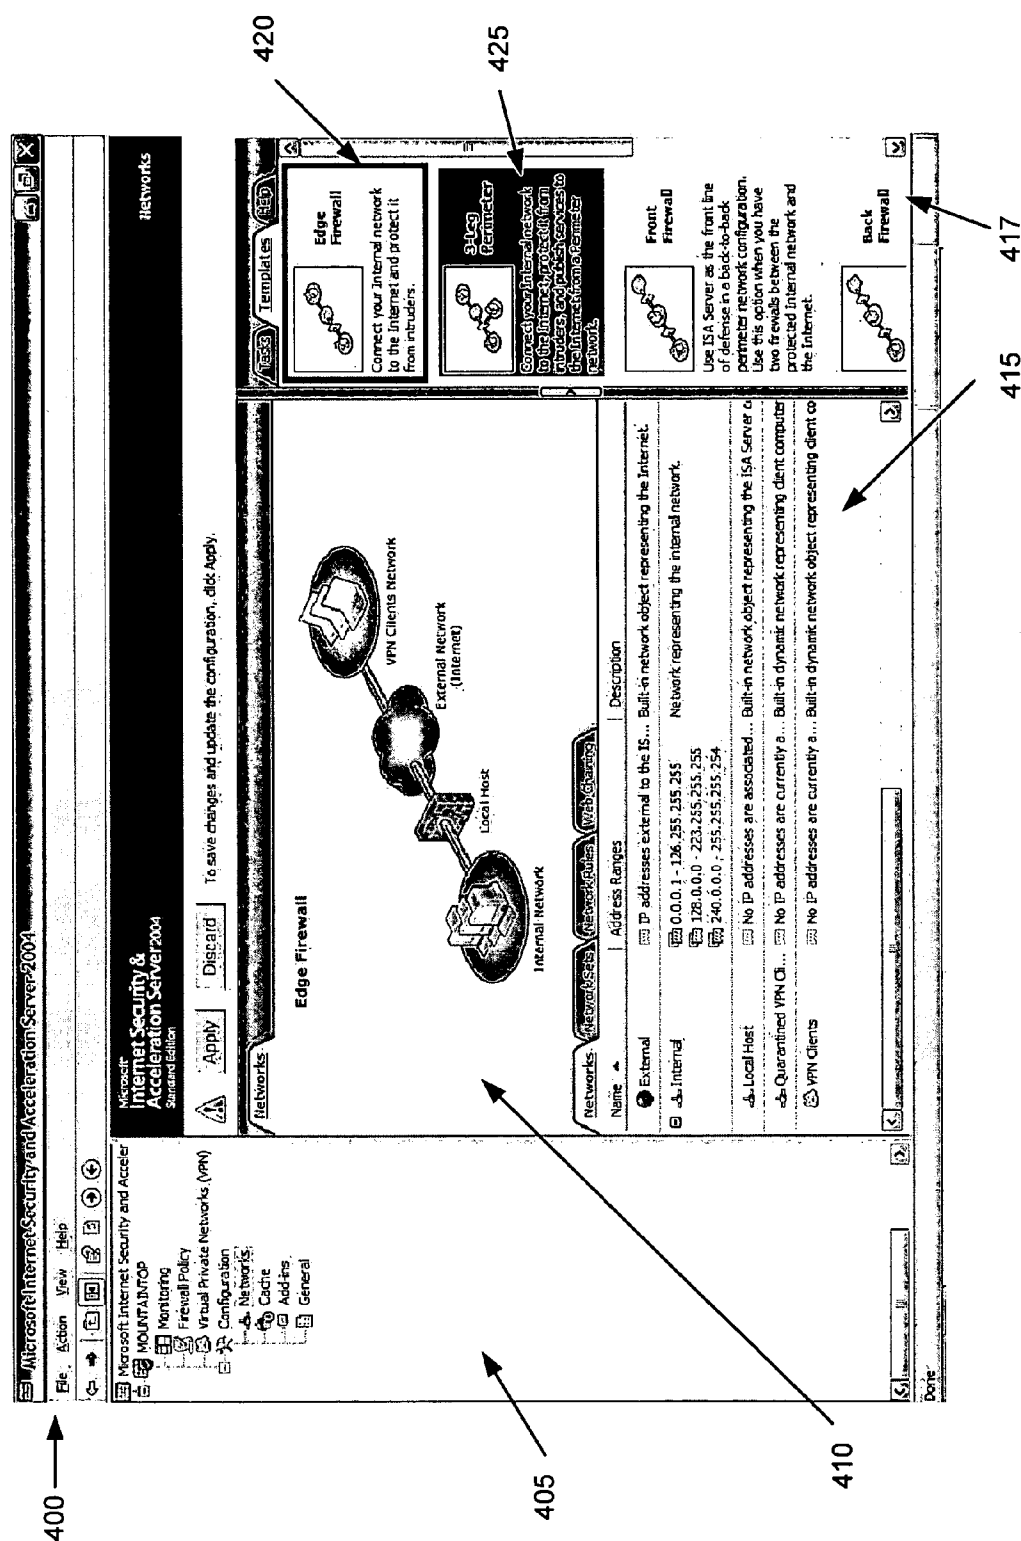 400
Microsoft Internet Security and Acceleration Server 2004
File Action View Help
Microsoft Internet Security and Acceler
MOUNTAINTOP
Monitoring
Firewall Policy
Virtual Private Networks (VPN)
Configuration
Networks
Cache
Add-ins
General
Microsoft
Internet Security &
Acceleration Server 2004
Standard Edition
Networks
Apply Discard To save changes and update the configuration, click Apply.
Networks
Edge Firewall
VPN Clients Network
External Network
(Internet)
Local Host
Internal Network
Networks Network Sets Network Rules Web Chaining
Name Address Ranges Description
External IP addresses external to the IS... Built-in network object representing the Internet.
Internal 0.0.0.1 - 126.255.255.255 Network representing the internal network.
128.0.0.0 - 223.255.255.255
240.0.0.0 - 255.255.255.254
Local Host No IP addresses are associated... Built-in network object representing the ISA Server c
Quarantined VPN Cli... No IP addresses are currently a... Built-in dynamic network representing client computer
VPN Clients No IP addresses are currently a... Built-in dynamic network object representing client co
Tasks Templates Help
Edge
Firewall
Connect your Internal network
to the Internet and protect it
from intruders.
3-Leg
Perimeter
Connect your Internal network
to the Internet, protect it from
intruders, and publish services to
the Internet from a Perimeter
network.
Front
Firewall
Use ISA Server as the front line
of defense in a back-to-back
perimeter network configuration.
Use this option when you have
two firewalls between the
protected Internal network and
the Internet.
Back
Firewall
Done
420
425
417
415
410
405